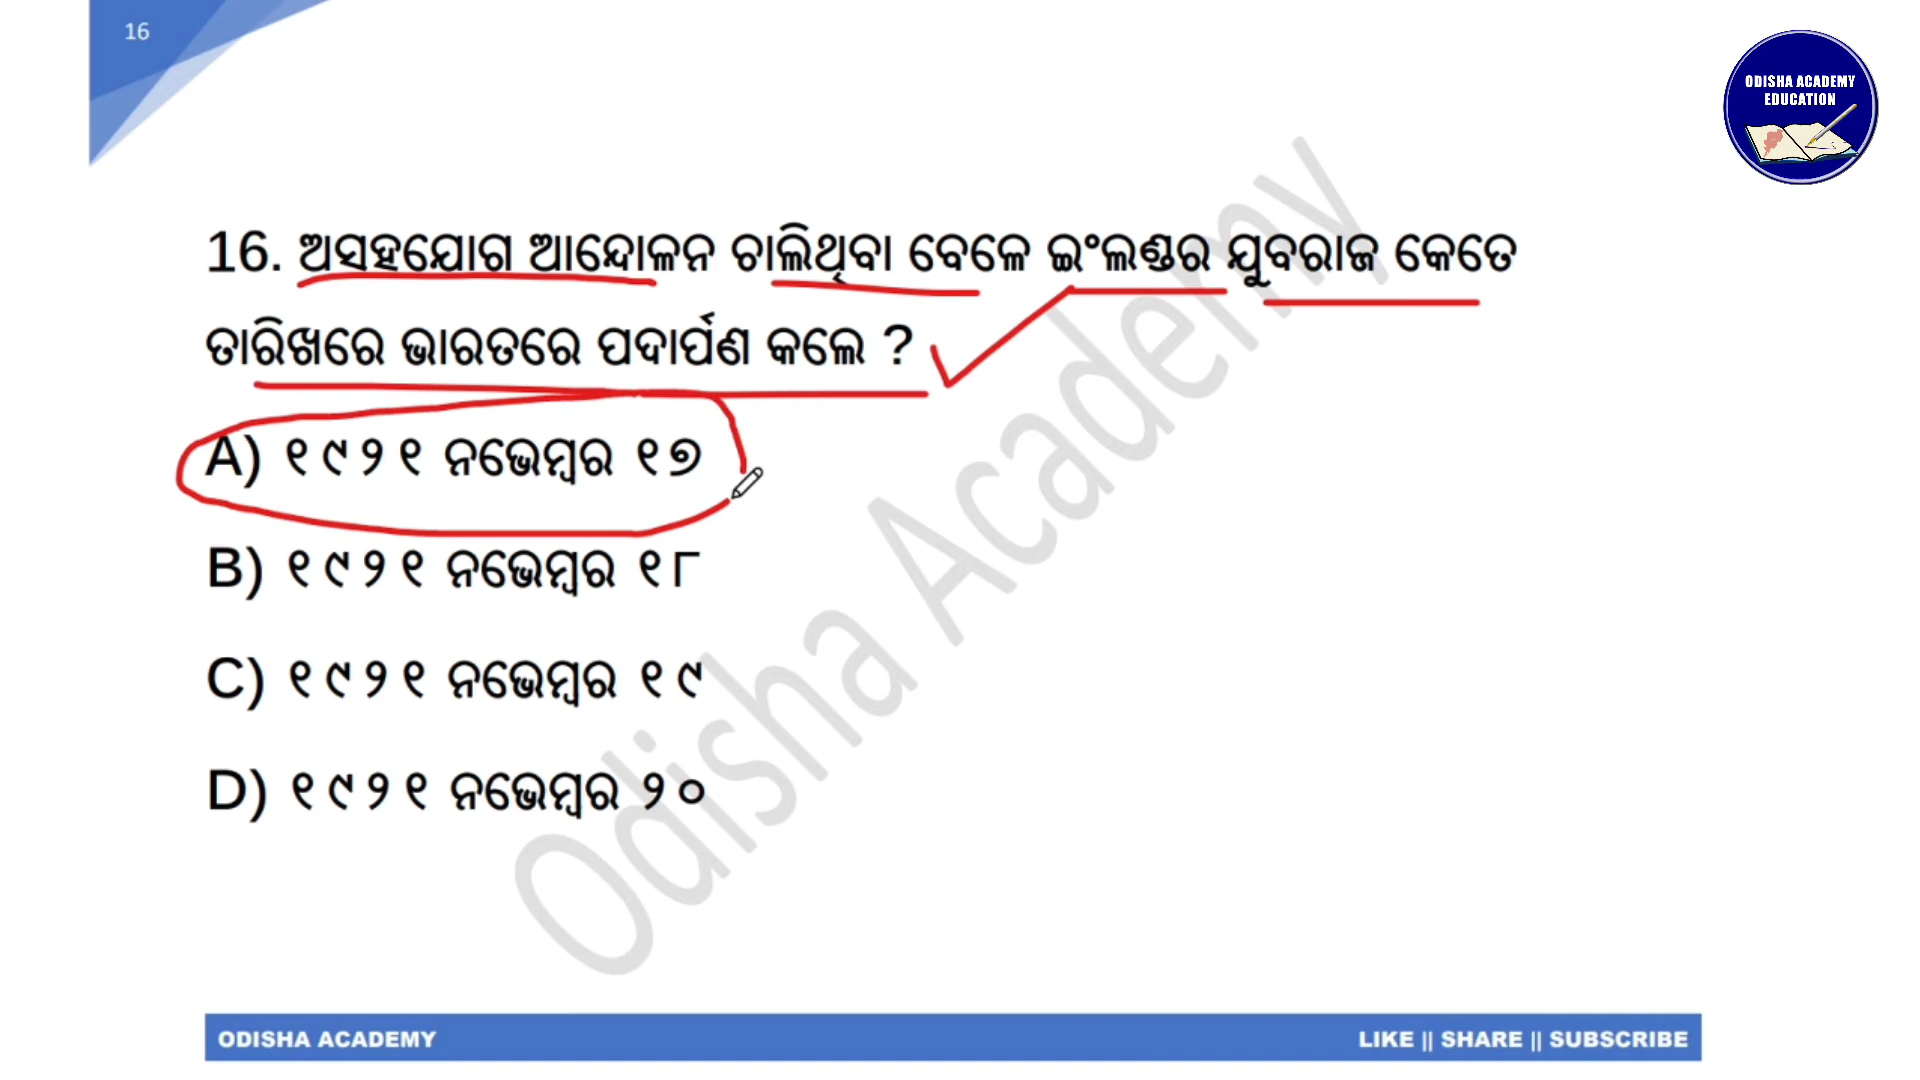 16
ODISHA ACADEMY
EDUCATION
16. ଅସହଯୋଗ ଆନ୍ଦୋଳନ ଚାଲିଥିବା ବେଳେ ଇଂଲଣ୍ଡର ଯୁବରାଜ କେତେ
ତାରିଖରେ ଭାରତରେ ପଦାର୍ପଣ କଲେ ?
A) ୧୯୨୧ ନଭେମ୍ବର ୧୭
B) ୧୯୨୧ ନଭେମ୍ବର ୧୮
C) ୧୯୨୧ ନଭେମ୍ବର ୧୯
D) ୧୯୨୧ ନଭେମ୍ବର ୨୦
Odisha Academy
ODISHA ACADEMY
LIKE || SHARE || SUBSCRIBE